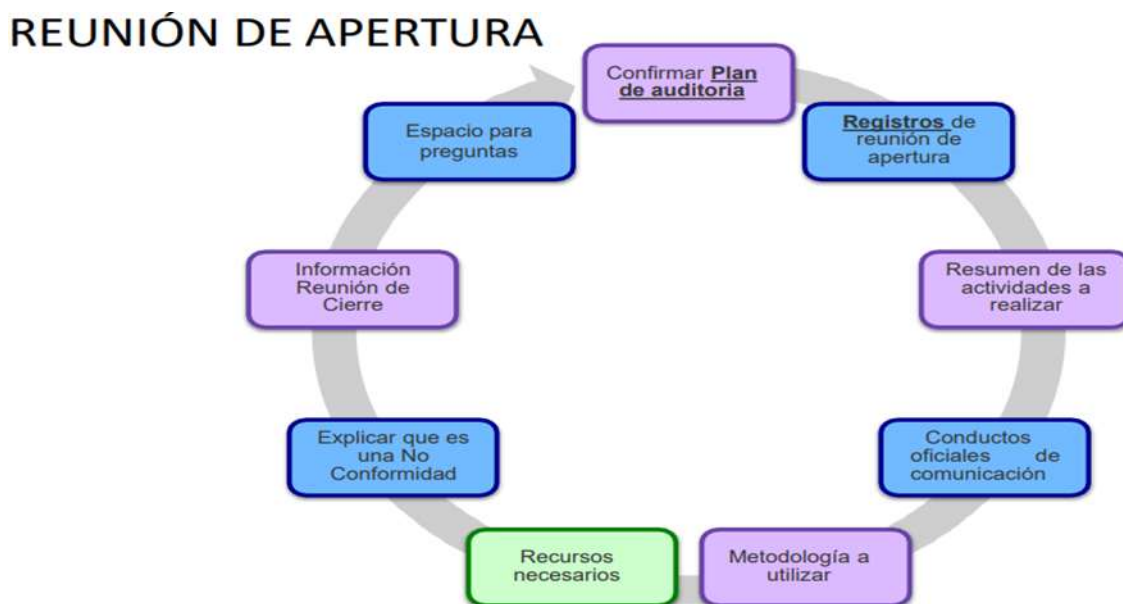 REUNIÓN DE APERTURA
Confirmar Plan
de auditoria
Registros de
reunión de
apertura
Resumen de las
actividades a
realizar
Conductos
oficiales de
comunicación
Metodología a
utilizar
Recursos
necesarios
Explicar que es
una No
Conformidad
Información
Reunión de
Cierre
Espacio para
preguntas